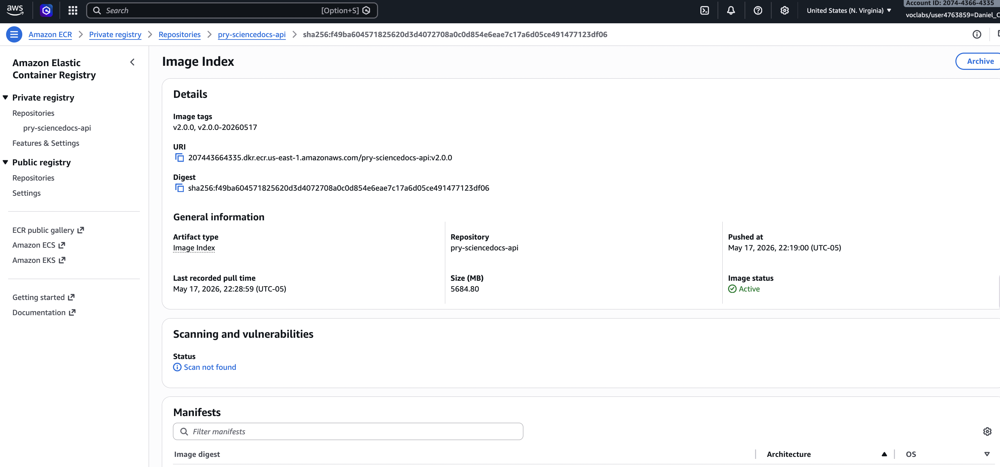 aws
Search
[Option+S]
United States (N. Virginia)
Account ID: 2074-4366-4335
voclabs/user4763859=Daniel_C
Amazon ECR
Private registry
Repositories
pry-sciencedocs-api
sha256:f49ba604571825620d3d4072708a0c0d854e6eae7c17a6d05ce491477123df06
Amazon Elastic
Container Registry
Private registry
Repositories
pry-sciencedocs-api
Features & Settings
Public registry
Repositories
Settings
ECR public gallery
Amazon ECS
Amazon EKS
Getting started
Documentation
Image Index
Archive
Details
Image tags
v2.0.0, v2.0.0-20260517
URI
207443664335.dkr.ecr.us-east-1.amazonaws.com/pry-sciencedocs-api:v2.0.0
Digest
sha256:f49ba604571825620d3d4072708a0c0d854e6eae7c17a6d05ce491477123df06
General information
Artifact type
Image Index
Repository
pry-sciencedocs-api
Pushed at
May 17, 2026, 22:19:00 (UTC-05)
Last recorded pull time
May 17, 2026, 22:28:59 (UTC-05)
Size (MB)
5684.80
Image status
Active
Scanning and vulnerabilities
Status
Scan not found
Manifests
Filter manifests
Image digest
Architecture
OS